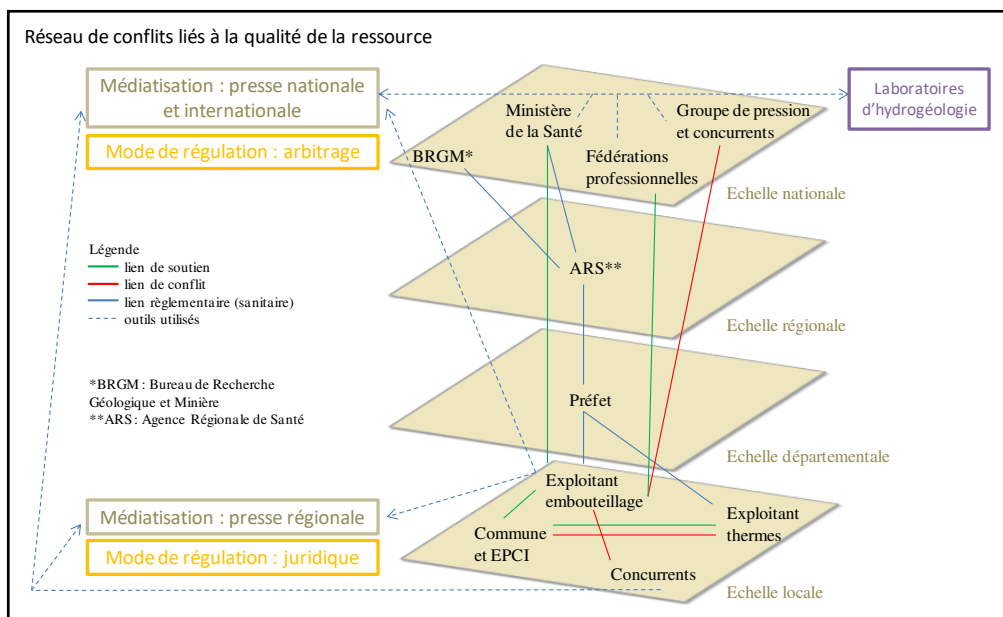 Réseau de conflits liés à la qualité de la ressource
Médiatisation : presse nationale
et internationale
Mode de régulation : arbitrage
Laboratoires
d'hydrogéologie
Ministère
de la Santé
Groupe de pression
et concurrents
BRGM*
Fédérations
professionnelles
Echelle nationale
Légende
lien de soutien
lien de conflit
lien règlementaire (sanitaire)
outils utilisés
ARS**
Echelle régionale
*BRGM : Bureau de Recherche
Géologique et Minière
**ARS : Agence Régionale de Santé
Préfet
Echelle départementale
Médiatisation : presse régionale
Mode de régulation : juridique
Exploitant
embouteillage
Exploitant
thermes
Commune
et EPCI
Concurrents
Echelle locale